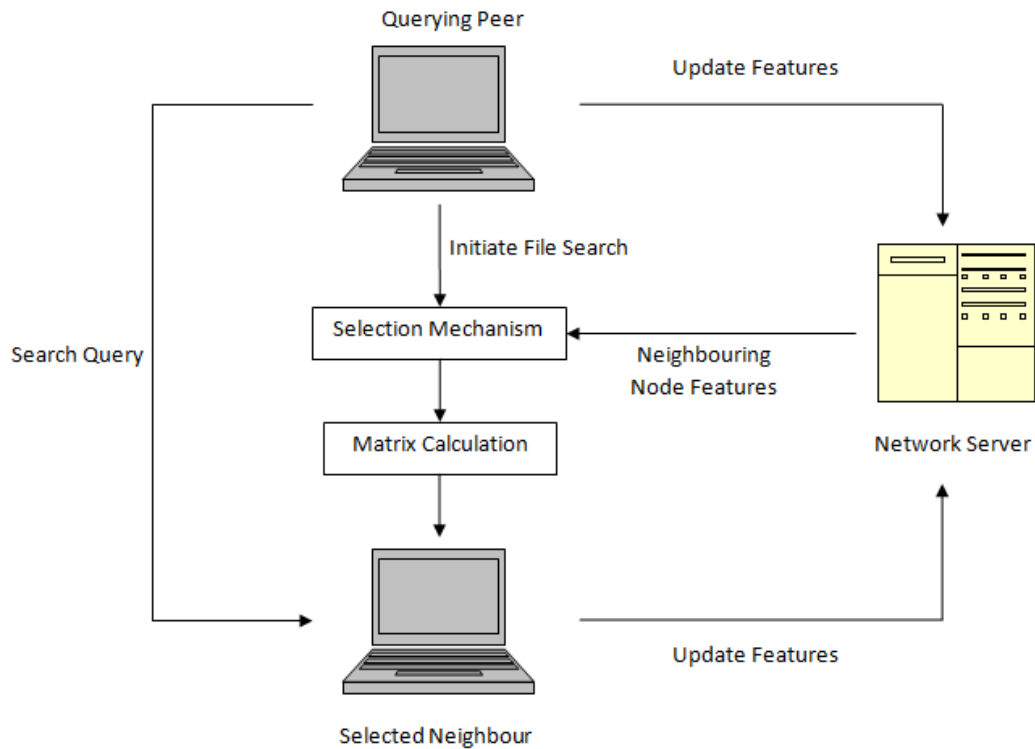 Querying Peer
Update Features
Initiate File Search
Selection Mechanism
Search Query
Neighbouring
Node Features
Matrix Calculation
Network Server
Update Features
Selected Neighbour